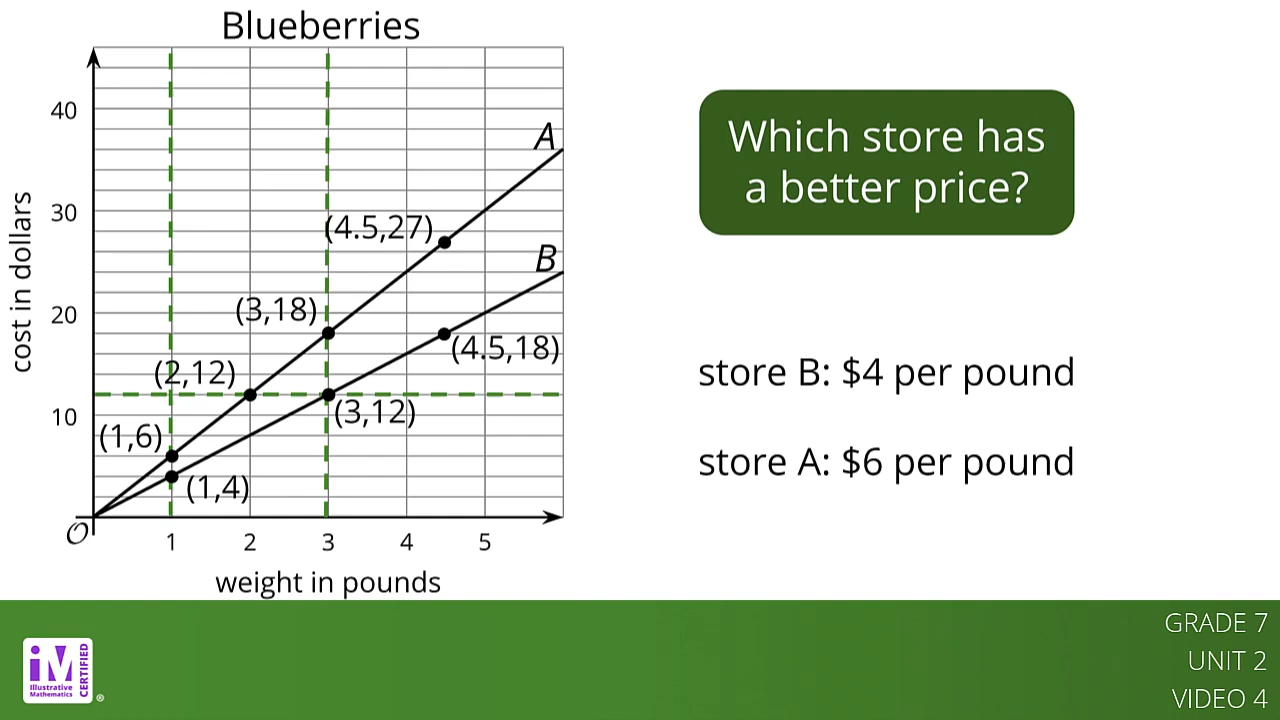 Blueberries
cost in dollars
40
30
20
10
A
B
(4.5,27)
(3,18)
(4.5,18)
(2,12)
(3,12)
(1,6)
(1,4)
O
1 2 3 4 5
weight in pounds
Which store has
a better price?
store B: $4 per pound
store A: $6 per pound
iM
Illustrative
Mathematics
CERTIFIED
®
GRADE 7
UNIT 2
VIDEO 4